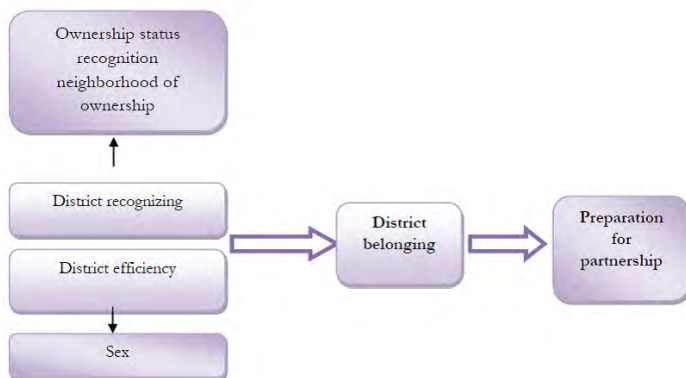 Ownership status
recognition
neighborhood of
ownership
District recognizing
District efficiency
Sex
District
belonging
Preparation
for
partnership